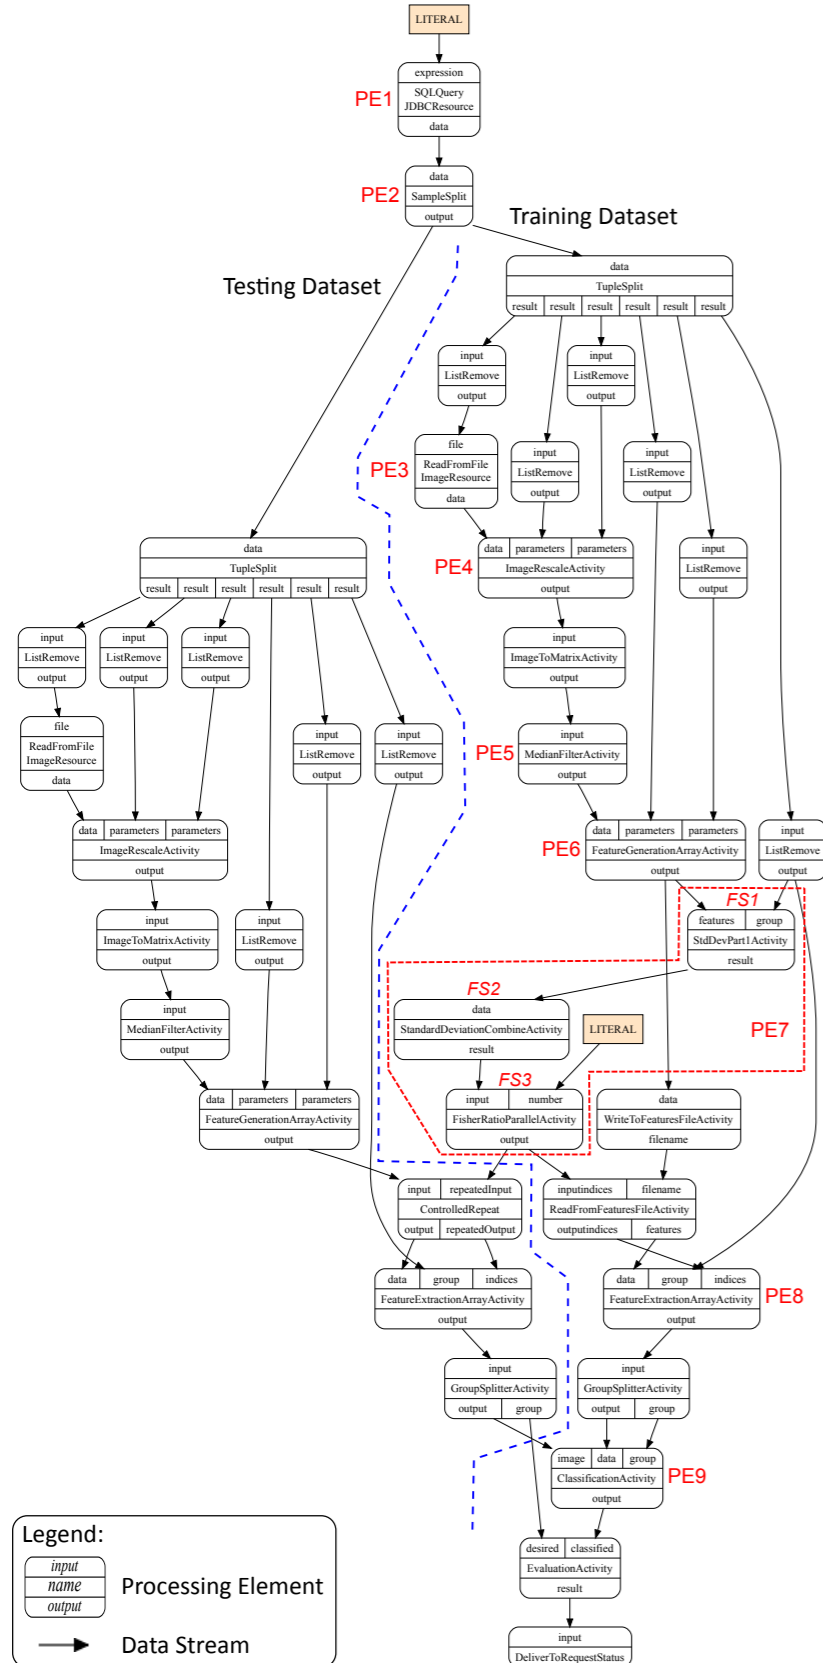 LITERAL
expression
PE1
SQLQuery
JDBCResource
data
data
PE2
SampleSplit
output
Training Dataset
Testing Dataset
data
TupleSplit
result result result result result result
input
ListRemove
output
input
ListRemove
output
file
PE3
ReadFromFile
ImageResource
data
input
ListRemove
output
input
ListRemove
output
data parameters parameters
PE4
ImageRescaleActivity
output
input
ListRemove
output
data
TupleSplit
result result result result result result
input
ListRemove
output
input
ListRemove
output
input
ListRemove
output
input
ImageToMatrixActivity
output
file
ReadFromFile
ImageResource
data
input
ListRemove
output
input
ListRemove
output
input
PE5
MedianFilterActivity
output
data parameters parameters
ImageRescaleActivity
output
data parameters parameters
PE6
FeatureGenerationArrayActivity
output
input
ListRemove
output
FS1
input
ImageToMatrixActivity
output
input
ListRemove
output
features group
StdDevPart1Activity
result
FS2
input
MedianFilterActivity
output
data
StandardDeviationCombineActivity
result
LITERAL
PE7
FS3
data parameters parameters
FeatureGenerationArrayActivity
output
input number
FisherRatioParallelActivity
output
data
WriteToFeaturesFileActivity
filename
input repeatedInput
ControlledRepeat
output repeatedOutput
inputindices filename
ReadFromFeaturesFileActivity
outputindices features
data group indices
FeatureExtractionArrayActivity
output
data group indices
FeatureExtractionArrayActivity
output
PE8
input
GroupSplitterActivity
output group
input
GroupSplitterActivity
output group
image data group
ClassificationActivity
output
PE9
desired classified
EvaluationActivity
result
input
DeliverToRequestStatus
Legend:
input
name
output
Processing Element
Data Stream